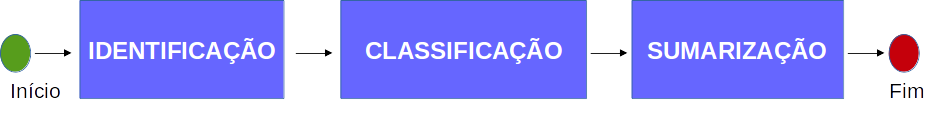 IDENTIFICAÇÃO
CLASSIFICAÇÃO
SUMARIZAÇÃO
Início
Fim